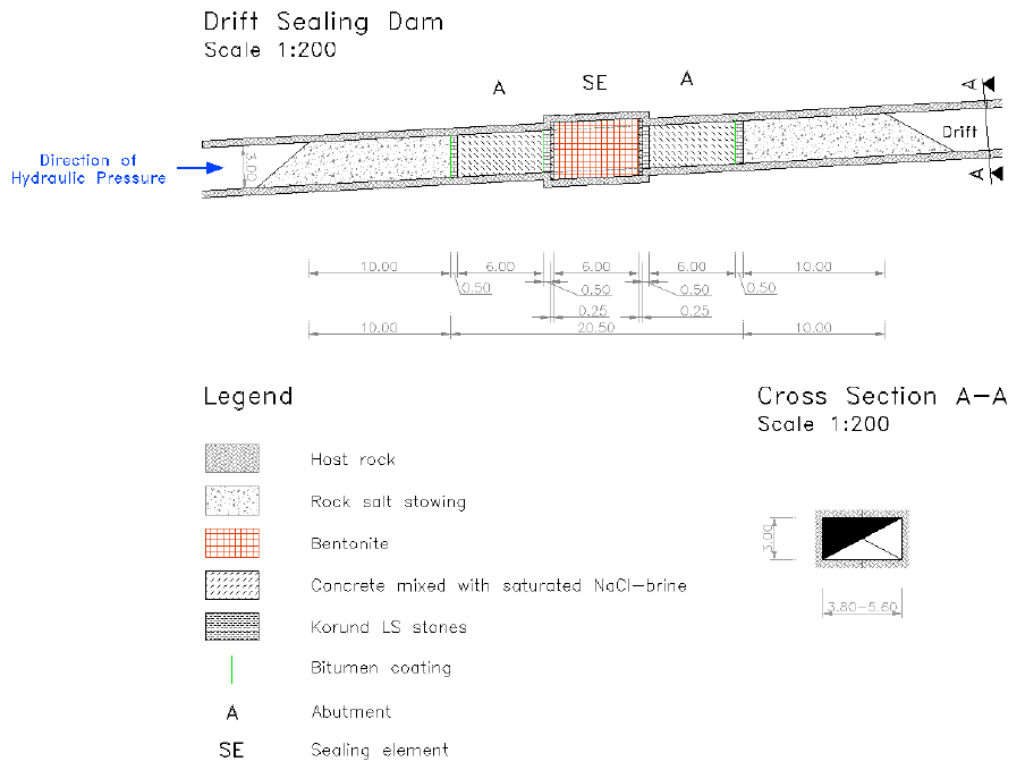 Drift Sealing Dam
Scale 1:200
A
SE
A
A
Drift
Direction of
Hydraulic Pressure
3.00
A
10.00
6.00
6.00
6.00
10.00
0.50
0.50
0.50
0.50
0.25
0.25
10.00
20.50
10.00
Legend
Host rock
Rock salt stowing
Bentonite
Concrete mixed with saturated NaCl-brine
Korund LS stones
Bitumen coating
A
Abutment
SE
Sealing element
Cross Section A-A
Scale 1:200
3.00
3.80-5.60